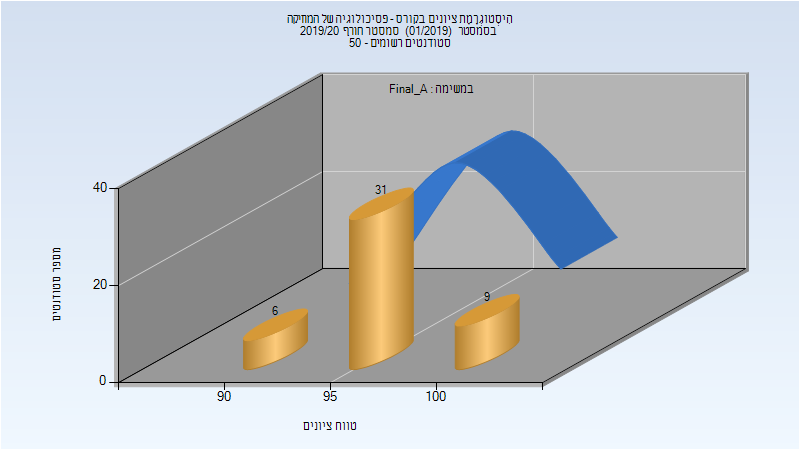 היסטוגרמת ציונים בקורס - פסיכולוגיה של המוזיקה
בסמסטר (01/2019) סמסטר חורף 2019/20
סטודנטים רשומים - 50
במשימה : Final_A
31
6
9
40
20
0
מספר סטודנטים
90
95
100
טווח ציונים